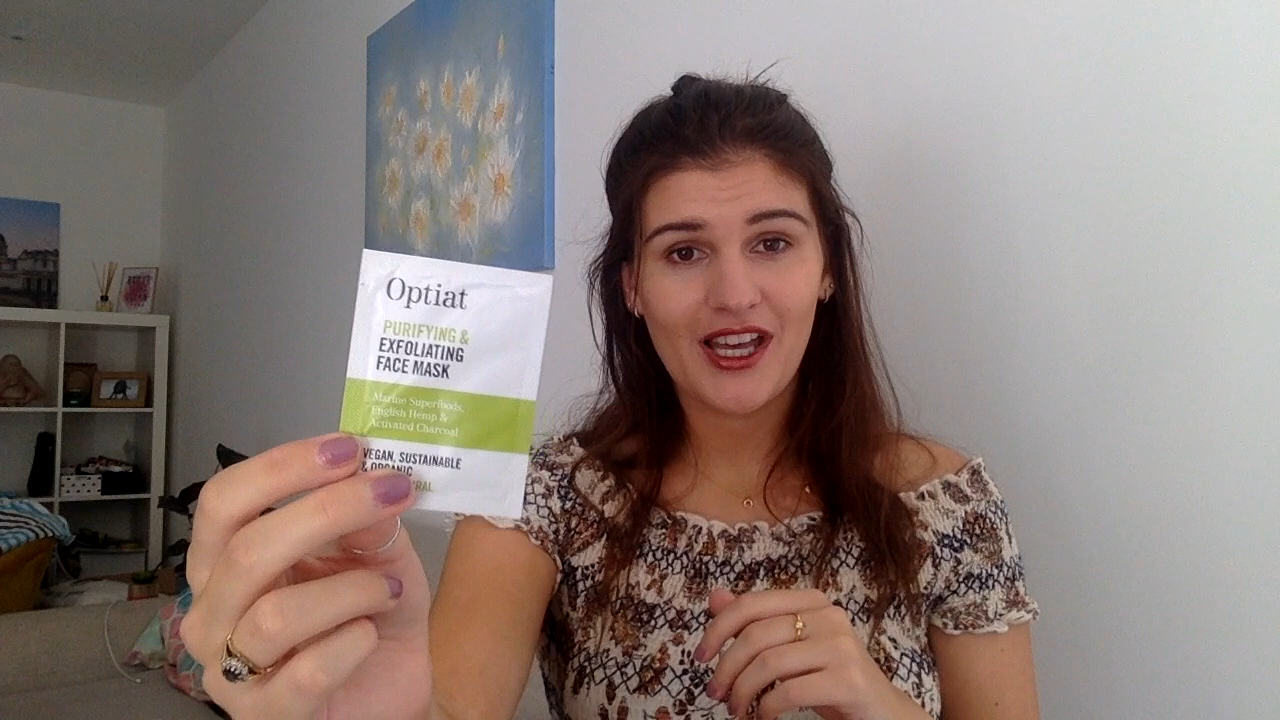 Optiat
PURIFYING &
EXFOLIATING
FACE MASK
Marine Superfoods,
English Hemp &
Activated Charcoal
VEGAN, SUSTAINABLE
& ORGANIC